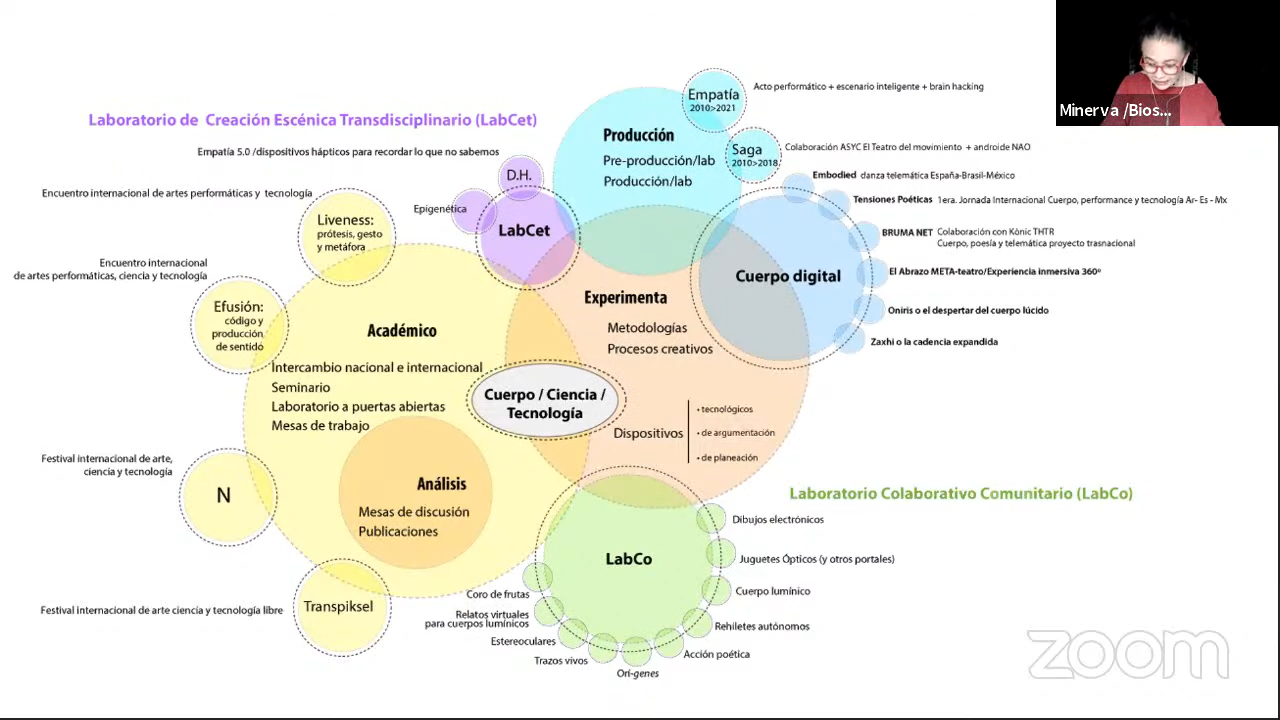 Minerva /Bios...
Laboratorio de Creación Escénica Transdisciplinario (LabCet)
Empatía 5.0 /dispositivos hápticos para recordar lo que no sabemos
D.H.
Epigenética
LabCet
Encuentro internacional de artes performáticas y tecnología
Liveness:
prótesis, gesto
y metáfora
Encuentro internacional
de artes performáticas, ciencia y tecnología
Efusión:
código y
producción
de sentido
Festival internacional de arte,
ciencia y tecnología
N
Festival internacional de arte ciencia y tecnología libre
Transpiksel
Académico
Intercambio nacional e internacional
Seminario
Laboratorio a puertas abiertas
Mesas de trabajo
Análisis
Mesas de discusión
Publicaciones
Cuerpo / Ciencia /
Tecnología
Producción
Pre-producción/lab
Producción/lab
Empatía
2010>2021
Acto performático + escenario inteligente + brain hacking
Saga
2010>2018
Colaboración ASYC El Teatro del movimiento + androide NAO
Experimenta
Metodologías
Procesos creativos
Dispositivos
• tecnológicos
• de argumentación
• de planeación
Cuerpo digital
Embodied danza telemática España-Brasil-México
Tensiones Poéticas 1era. Jornada Internacional Cuerpo, performance y tecnología Ar- Es - Mx
BRUMA NET Colaboración con Kònic THTR
Cuerpo, poesía y telemática proyecto trasnacional
El Abrazo META-teatro/Experiencia inmersiva 360º
Oniris o el despertar del cuerpo lúcido
Zaxhi o la cadencia expandida
Laboratorio Colaborativo Comunitario (LabCo)
LabCo
Dibujos electrónicos
Juguetes Ópticos (y otros portales)
Cuerpo lumínico
Rehiletes autónomos
Acción poética
Ori-genes
Trazos vivos
Estereoculares
Relatos virtuales
para cuerpos lumínicos
Coro de frutas
zoom